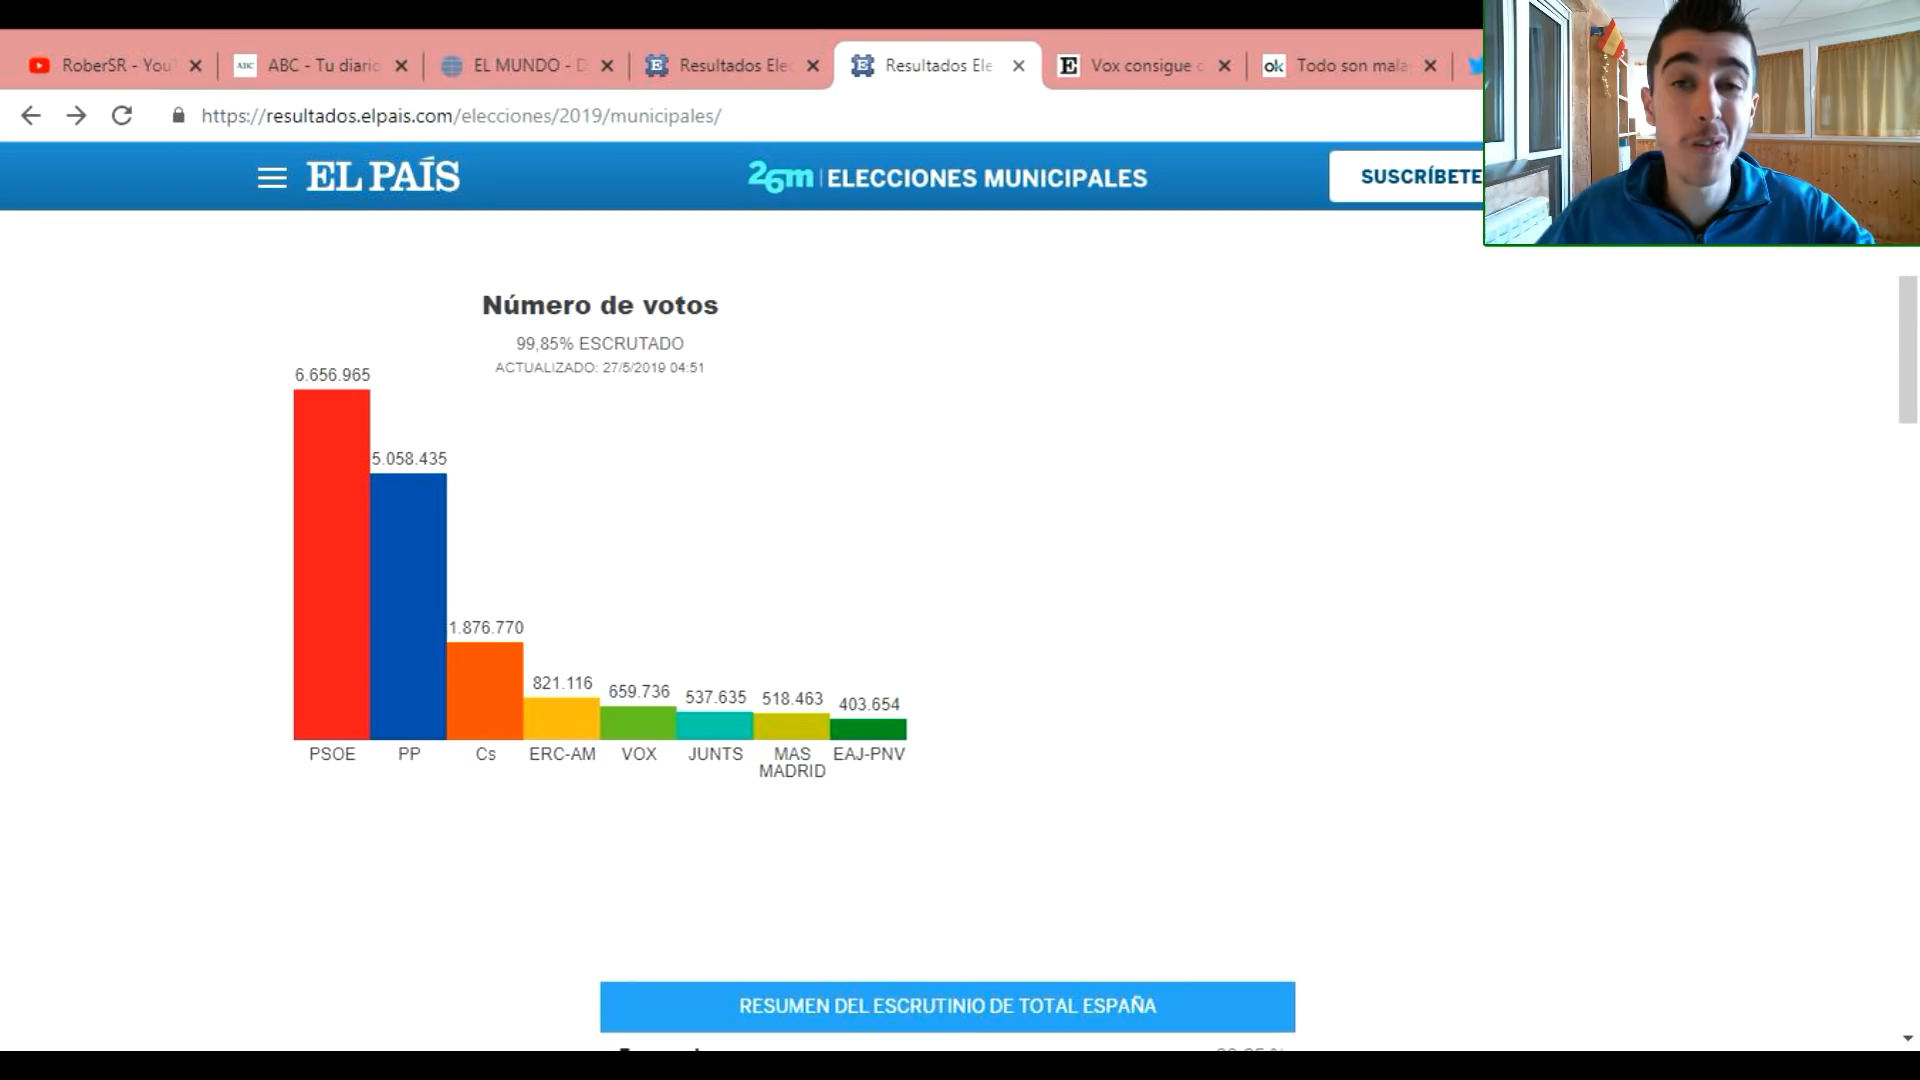 RoberSR - You
ABC - Tu diario
EL MUNDO - D
Resultados Elec
Resultados Ele
Vox consigue c
ok Todo son mala
https://resultados.elpais.com/elecciones/2019/municipales/
EL PAÍS
26m | ELECCIONES MUNICIPALES
SUSCRÍBETE
Número de votos
99,85% ESCRUTADO
ACTUALIZADO: 27/5/2019 04:51
6.656.965
5.058.435
1.876.770
821.116
659.736
537.635
518.463
403.654
PSOE
PP
Cs
ERC-AM
VOX
JUNTS
MAS MADRID
EAJ-PNV
RESUMEN DEL ESCRUTINIO DE TOTAL ESPAÑA